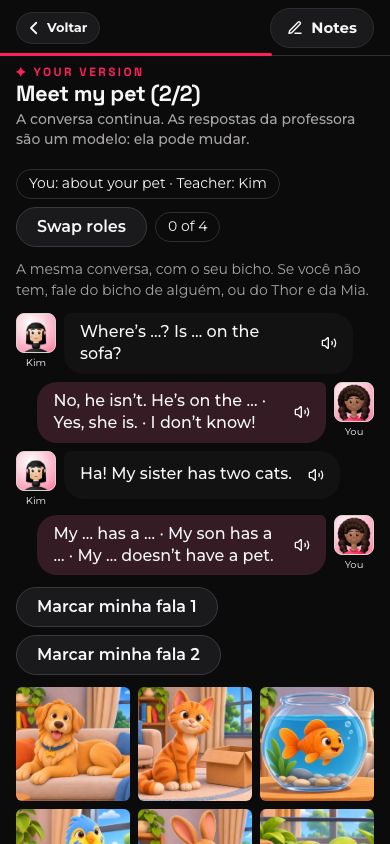 Voltar
Notes
YOUR VERSION
Meet my pet (2/2)
A conversa continua. As respostas da professora
são um modelo: ela pode mudar.
You: about your pet · Teacher: Kim
Swap roles
0 of 4
A mesma conversa, com o seu bicho. Se você não
tem, fale do bicho de alguém, ou do Thor e da Mia.
Where's ...? Is ... on the
sofa?
Kim
No, he isn't. He's on the ... ·
Yes, she is. · I don't know!
You
Ha! My sister has two cats.
Kim
My ... has a ... · My son has a
... · My ... doesn't have a pet.
You
Marcar minha fala 1
Marcar minha fala 2